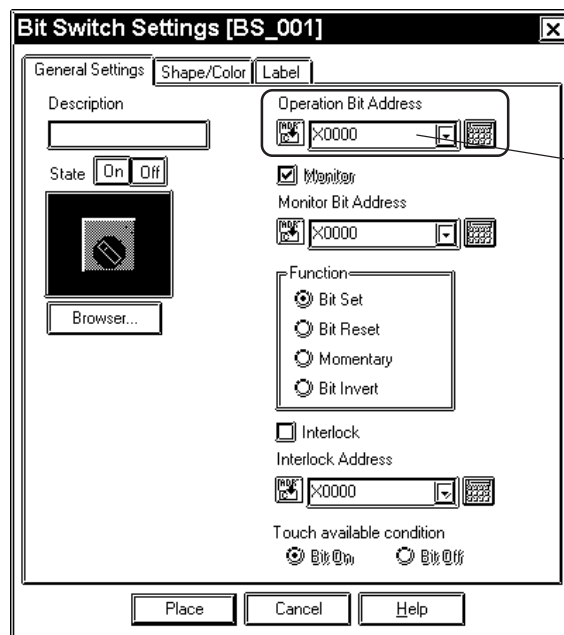 Bit Switch Settings [BS_001]
General Settings Shape/Color Label
Description
Operation Bit Address
X0000
State On Off
Monitor
Monitor Bit Address
X0000
Browser...
Function
Bit Set
Bit Reset
Momentary
Bit Invert
Interlock
Interlock Address
X0000
Touch available condition
Bit On Bit Off
Place Cancel Help